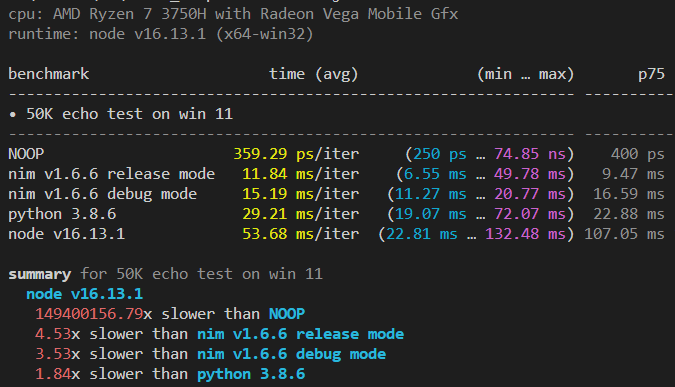 cpu: AMD Ryzen 7 3750H with Radeon Vega Mobile Gfx
runtime: node v16.13.1 (x64-win32)
benchmark time (avg) (min … max) p75
--------------------------------------------------------------- ----------
• 50K echo test on win 11
--------------------------------------------------------------- ----------
NOOP 359.29 ps/iter (250 ps … 74.85 ns) 400 ps
nim v1.6.6 release mode 11.84 ms/iter (6.55 ms … 49.78 ms) 9.47 ms
nim v1.6.6 debug mode 15.19 ms/iter (11.27 ms … 20.77 ms) 16.59 ms
python 3.8.6 29.21 ms/iter (19.07 ms … 72.07 ms) 22.88 ms
node v16.13.1 53.68 ms/iter (22.81 ms … 132.48 ms) 107.05 ms
summary for 50K echo test on win 11
node v16.13.1
149400156.79x slower than NOOP
4.53x slower than nim v1.6.6 release mode
3.53x slower than nim v1.6.6 debug mode
1.84x slower than python 3.8.6